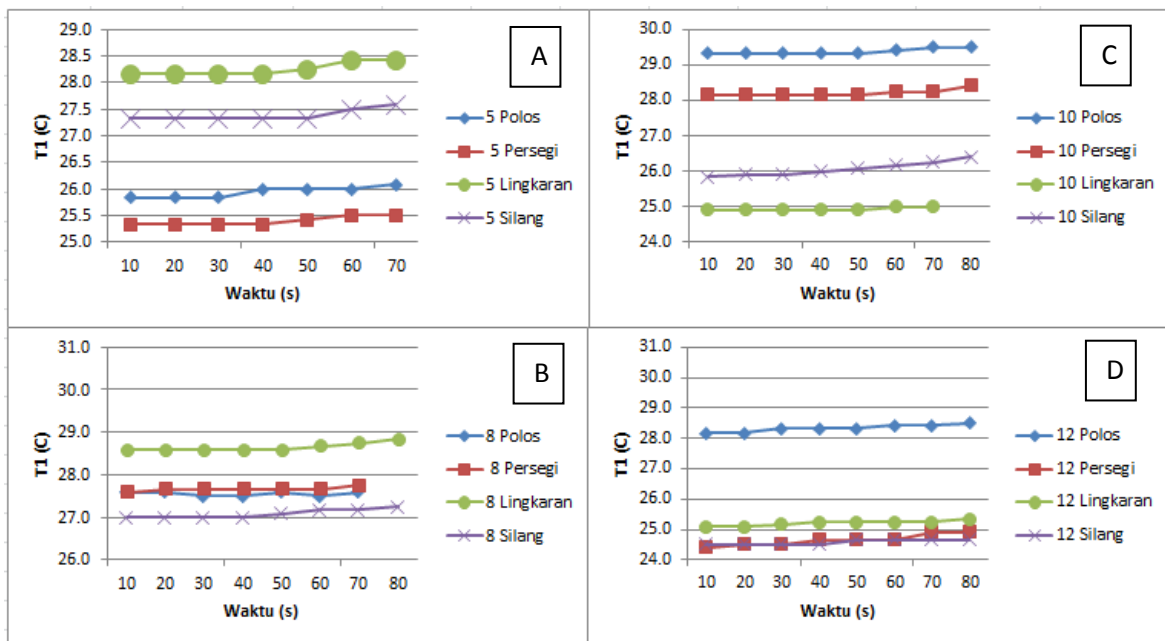 A
T1 (C)
29.0
28.5
28.0
27.5
27.0
26.5
26.0
25.5
25.0
10 20 30 40 50 60 70
Waktu (s)
5 Polos
5 Persegi
5 Lingkaran
5 Silang
C
T1 (C)
30.0
29.0
28.0
27.0
26.0
25.0
24.0
10 20 30 40 50 60 70 80
Waktu (s)
10 Polos
10 Persegi
10 Lingkaran
10 Silang
B
T1 (C)
31.0
30.0
29.0
28.0
27.0
26.0
10 20 30 40 50 60 70 80
Waktu (s)
8 Polos
8 Persegi
8 Lingkaran
8 Silang
D
T1 (C)
31.0
30.0
29.0
28.0
27.0
26.0
25.0
24.0
10 20 30 40 50 60 70 80
Waktu (s)
12 Polos
12 Persegi
12 Lingkaran
12 Silang